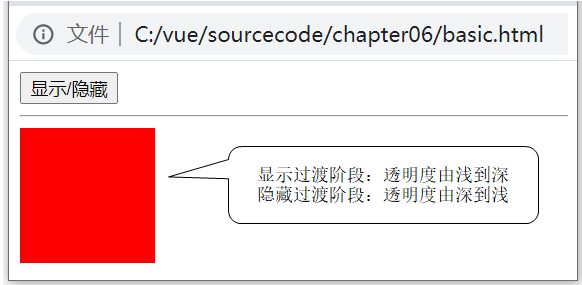 文件 C:/vue/sourcecode/chapter06/basic.html
显示/隐藏
显示过渡阶段：透明度由浅到深
隐藏过渡阶段：透明度由深到浅